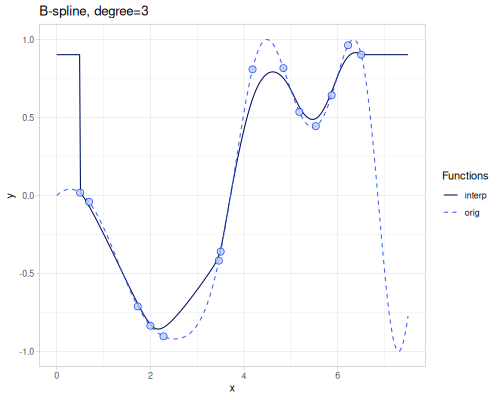 B-spline, degree=3
1.0
0.5
0.0
-0.5
-1.0
y
0 2 4 6
x
Functions
interp
orig